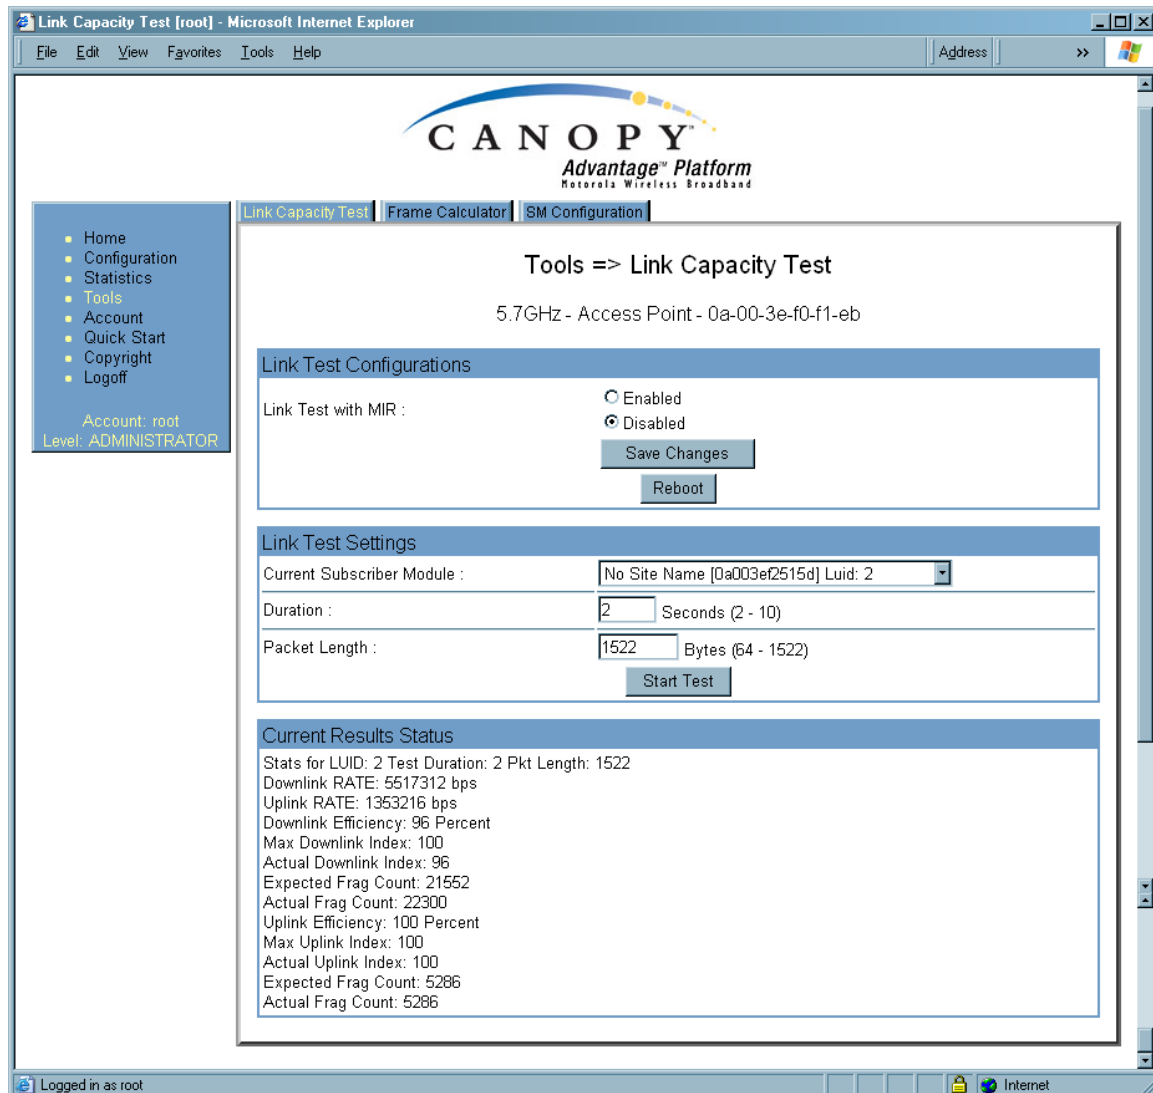 Link Capacity Test [root] - Microsoft Internet Explorer
File Edit View Favorites Tools Help Address »
CANOPY™
Advantage™ Platform
Motorola Wireless Broadband
Link Capacity Test Frame Calculator SM Configuration
Home
Configuration
Statistics
Tools
Account
Quick Start
Copyright
Logoff
Account: root
Level: ADMINISTRATOR
Tools => Link Capacity Test
5.7GHz - Access Point - 0a-00-3e-f0-f1-eb
Link Test Configurations
Link Test with MIR :
Enabled
Disabled
Save Changes
Reboot
Link Test Settings
Current Subscriber Module : No Site Name [0a003ef2515d] Luid: 2
Duration : 2 Seconds (2 - 10)
Packet Length : 1522 Bytes (64 - 1522)
Start Test
Current Results Status
Stats for LUID: 2 Test Duration: 2 Pkt Length: 1522
Downlink RATE: 5517312 bps
Uplink RATE: 1353216 bps
Downlink Efficiency: 96 Percent
Max Downlink Index: 100
Actual Downlink Index: 96
Expected Frag Count: 21552
Actual Frag Count: 22300
Uplink Efficiency: 100 Percent
Max Uplink Index: 100
Actual Uplink Index: 100
Expected Frag Count: 5286
Actual Frag Count: 5286
Logged in as root Internet